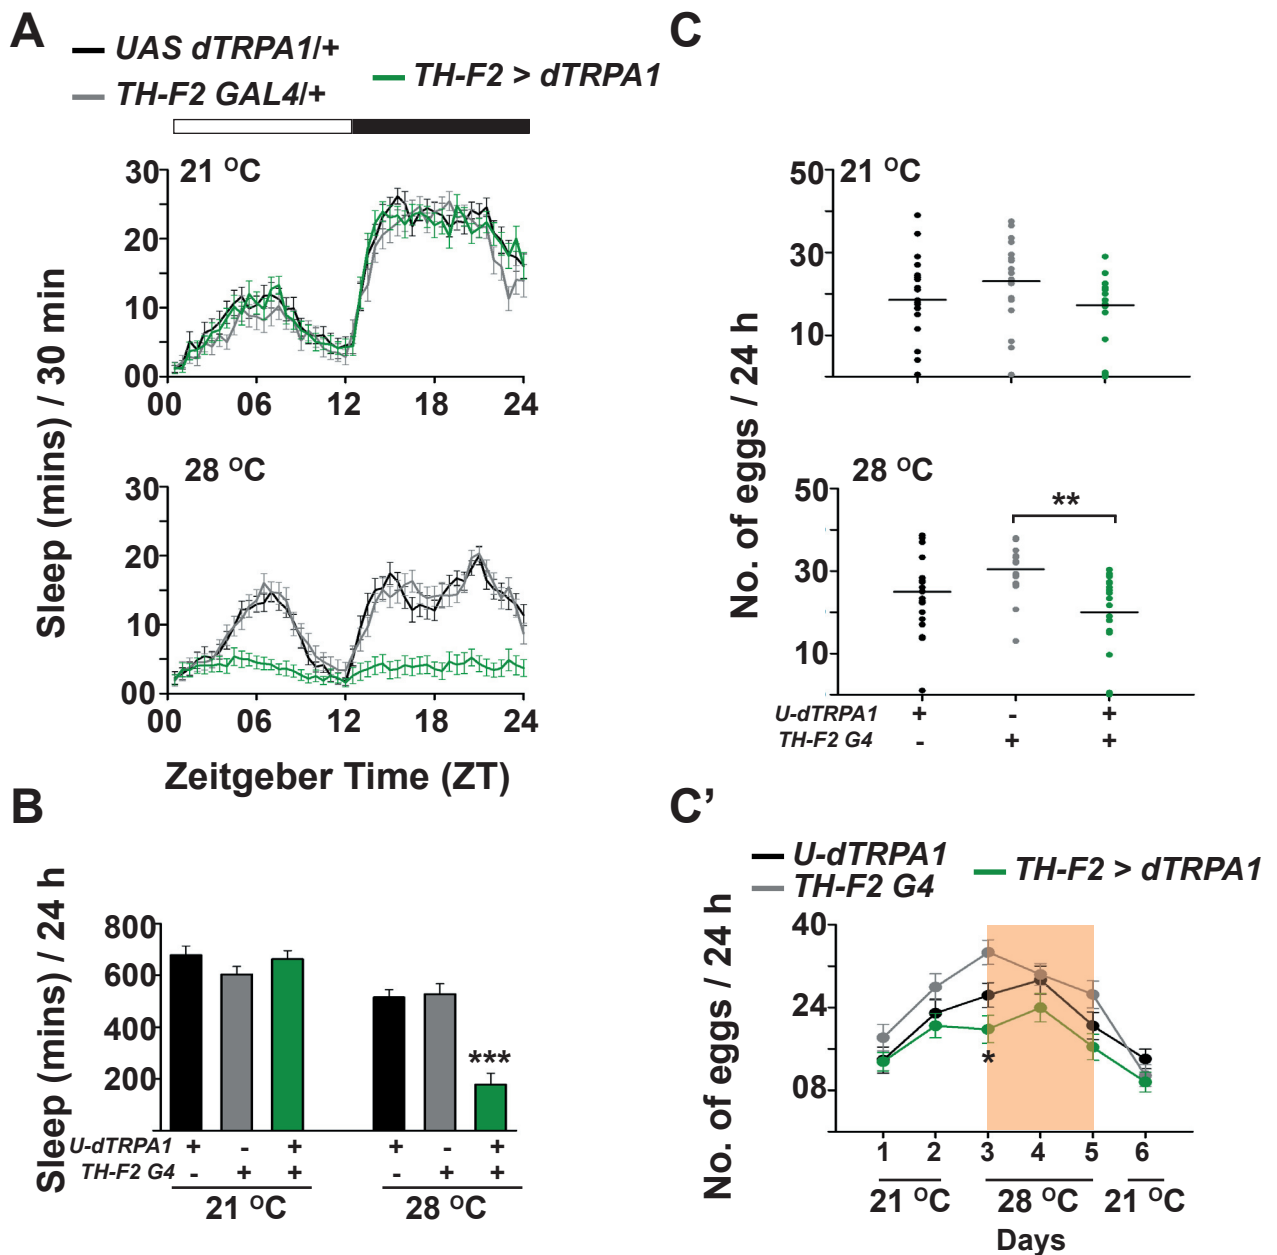 A
UAS dTRPA1/+
TH-F2 GAL4/+
TH-F2 > dTRPA1
21 °C
30
20
10
00
00 06 12 18 24
28 °C
30
20
10
00
00 06 12 18 24
Sleep (mins) / 30 min
Zeitgeber Time (ZT)
B
800
600
400
200
Sleep (mins) / 24 h
***
U-dTRPA1 + - + + - +
TH-F2 G4 - + + - + +
21 °C 28 °C
C
50
30
10
21 °C
No. of eggs / 24 h
50
30
10
28 °C
**
U-dTRPA1 + - +
TH-F2 G4 - + +
C’
U-dTRPA1
TH-F2 G4
TH-F2 > dTRPA1
40
24
08
No. of eggs / 24 h
*
1 2 3 4 5 6
21 °C 28 °C 21 °C
Days